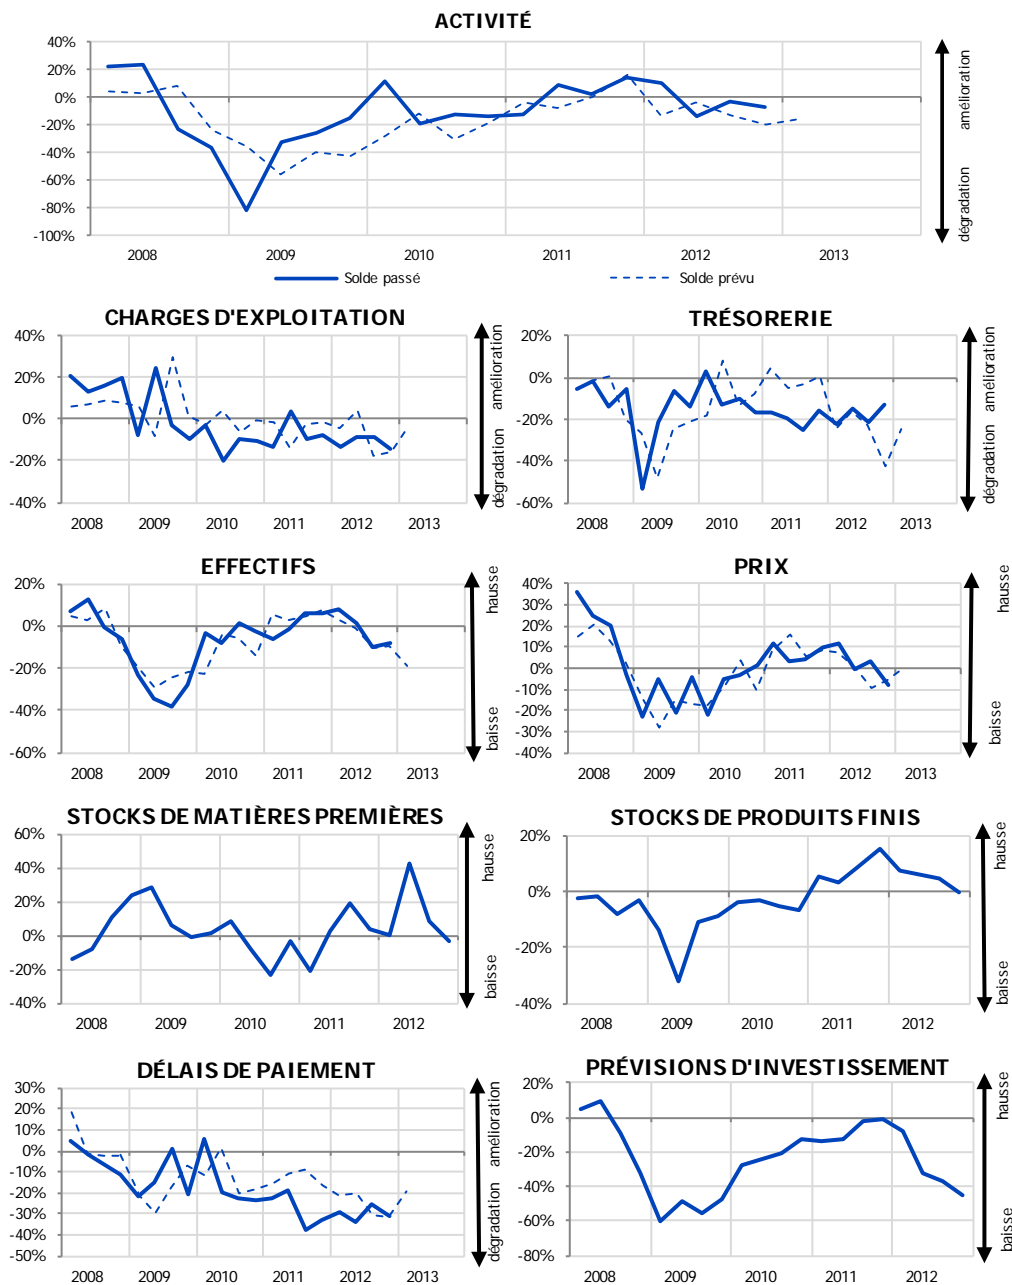 ACTIVITÉ
40%
20%
0%
-20%
-40%
-60%
-80%
-100%
2008 2009 2010 2011 2012 2013
amélioration
dégradation
Solde passé Solde prévu
CHARGES D'EXPLOITATION
40%
20%
0%
-20%
-40%
2008 2009 2010 2011 2012 2013
amélioration
dégradation
TRÉSORERIE
20%
0%
-20%
-40%
-60%
2008 2009 2010 2011 2012 2013
amélioration
dégradation
EFFECTIFS
20%
0%
-20%
-40%
-60%
2008 2009 2010 2011 2012 2013
hausse
baisse
PRIX
40%
30%
20%
10%
0%
-10%
-20%
-30%
-40%
2008 2009 2010 2011 2012 2013
hausse
baisse
STOCKS DE MATIÈRES PREMIÈRES
60%
40%
20%
0%
-20%
-40%
2008 2009 2010 2011 2012
hausse
baisse
STOCKS DE PRODUITS FINIS
20%
0%
-20%
-40%
2008 2009 2010 2011 2012
hausse
baisse
DÉLAIS DE PAIEMENT
30%
20%
10%
0%
-10%
-20%
-30%
-40%
-50%
2008 2009 2010 2011 2012 2013
amélioration
dégradation
PRÉVISIONS D'INVESTISSEMENT
20%
0%
-20%
-40%
-60%
-80%
2008 2009 2010 2011 2012
hausse
baisse